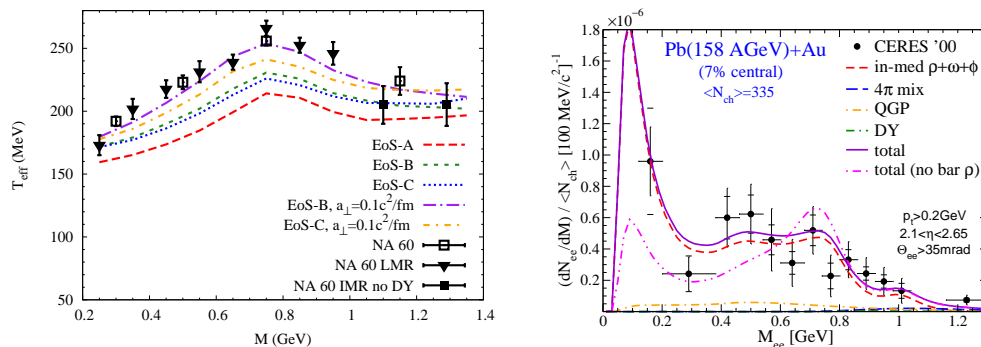 250
200
150
100
50
T_eff (MeV)
0.2
0.4
0.6
0.8
1
1.2
1.4
M (GeV)
EoS-A
EoS-B
EoS-C
EoS-B, a⊥=0.1c²/fm
EoS-C, a⊥=0.1c²/fm
NA 60
NA 60 LMR
NA 60 IMR no DY
×10⁻⁶
1.8
1.6
1.4
1.2
1.0
0.8
0.6
0.4
0.2
0
(dN_ee/dM) / <N_ch> [100 MeV/c²]⁻¹
0
0.2
0.4
0.6
0.8
1.0
1.2
M_ee [GeV]
Pb(158 AGeV)+Au
(7% central)
<N_ch>=335
CERES '00
in-med ρ+ω+ϕ
4π mix
QGP
DY
total
total (no bar ρ)
p_t>0.2GeV
2.1<η<2.65
Θ_ee>35mrad